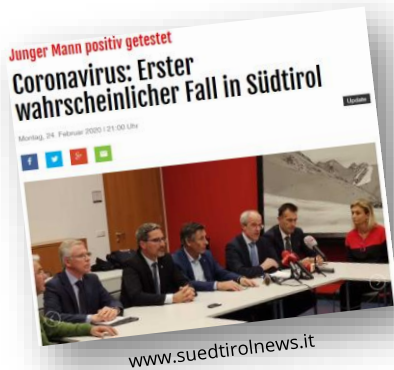 Junger Mann positiv getestet
Coronavirus: Erster
wahrscheinlicher Fall in Südtirol
Update
Montag, 24. Februar 2020 | 21:00 Uhr
www.suedtirolnews.it